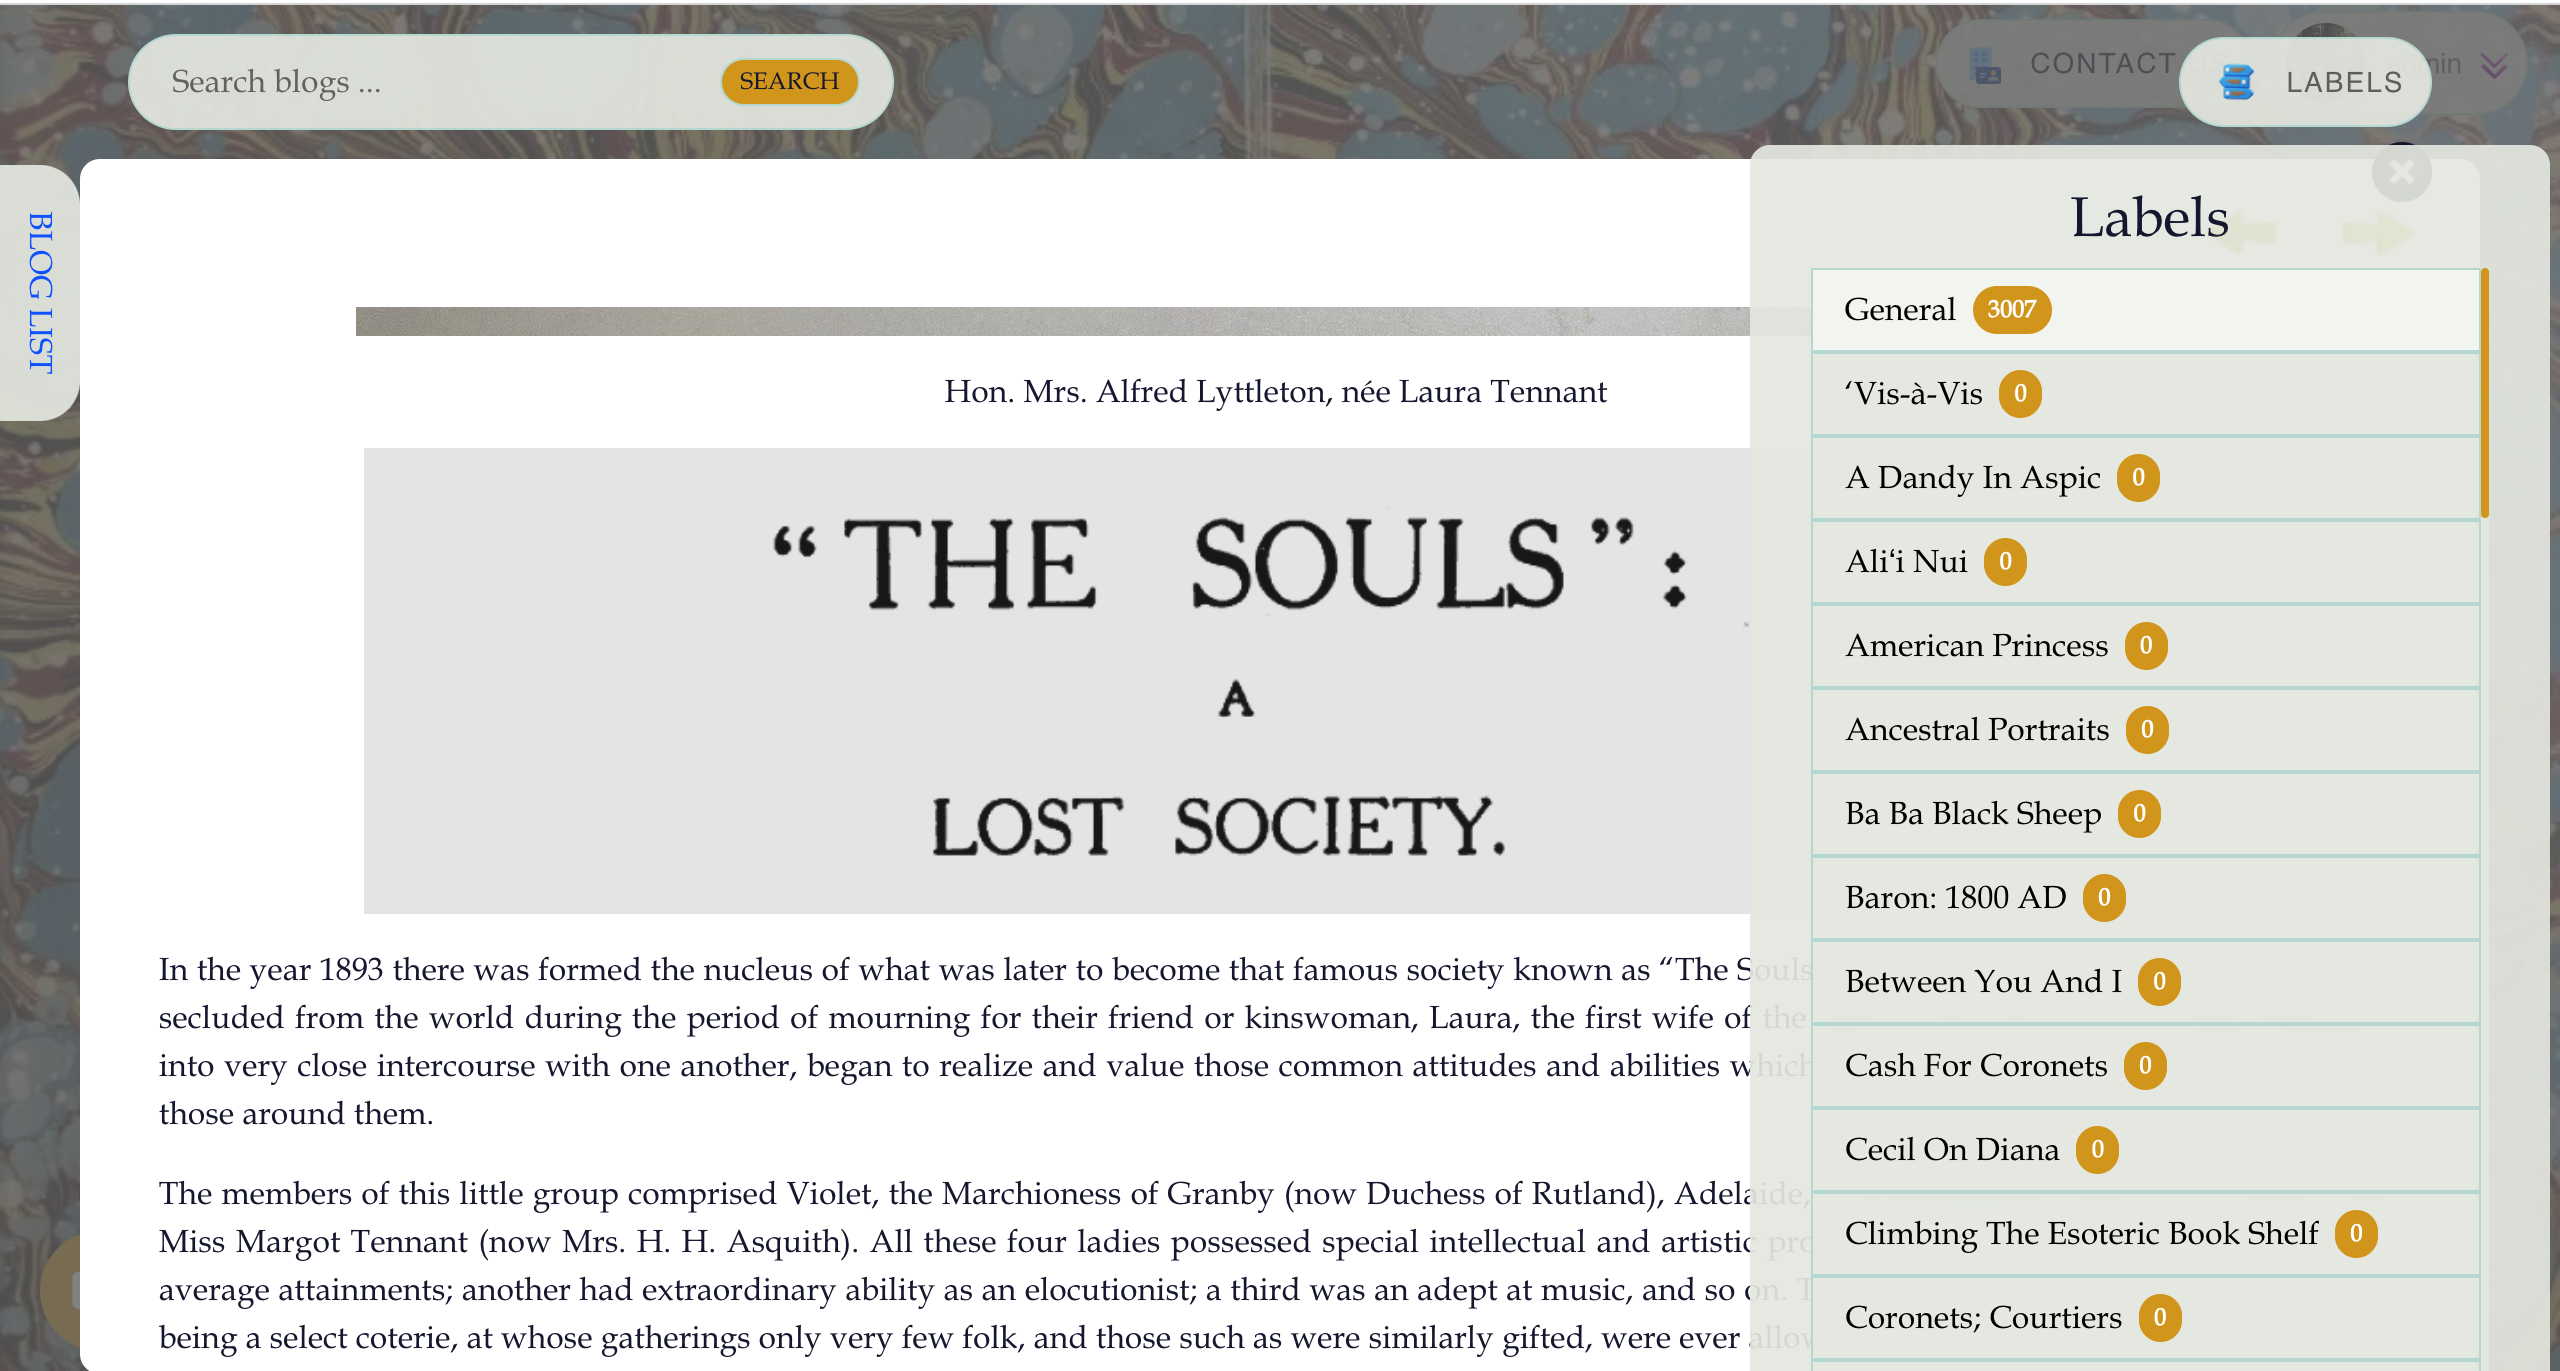 Search blogs ...
SEARCH
CONTACT
LABELS
BLOG LIST
Hon. Mrs. Alfred Lyttleton, née Laura Tennant
“THE SOULS”:
A
LOST SOCIETY.
In the year 1893 there was formed the nucleus of what was later to become that famous society known as “The Souls
secluded from the world during the period of mourning for their friend or kinswoman, Laura, the first wife of the
into very close intercourse with one another, began to realize and value those common attitudes and abilities which
those around them.
The members of this little group comprised Violet, the Marchioness of Granby (now Duchess of Rutland), Adelaide,
Miss Margot Tennant (now Mrs. H. H. Asquith). All these four ladies possessed special intellectual and artistic
average attainments; another had extraordinary ability as an elocutionist; a third was an adept at music, and so on.
being a select coterie, at whose gatherings only very few folk, and those such as were similarly gifted, were ever
Labels
General 3007
‘Vis-à-Vis 0
A Dandy In Aspic 0
Ali‘i Nui 0
American Princess 0
Ancestral Portraits 0
Ba Ba Black Sheep 0
Baron: 1800 AD 0
Between You And I 0
Cash For Coronets 0
Cecil On Diana 0
Climbing The Esoteric Book Shelf 0
Coronets; Courtiers 0